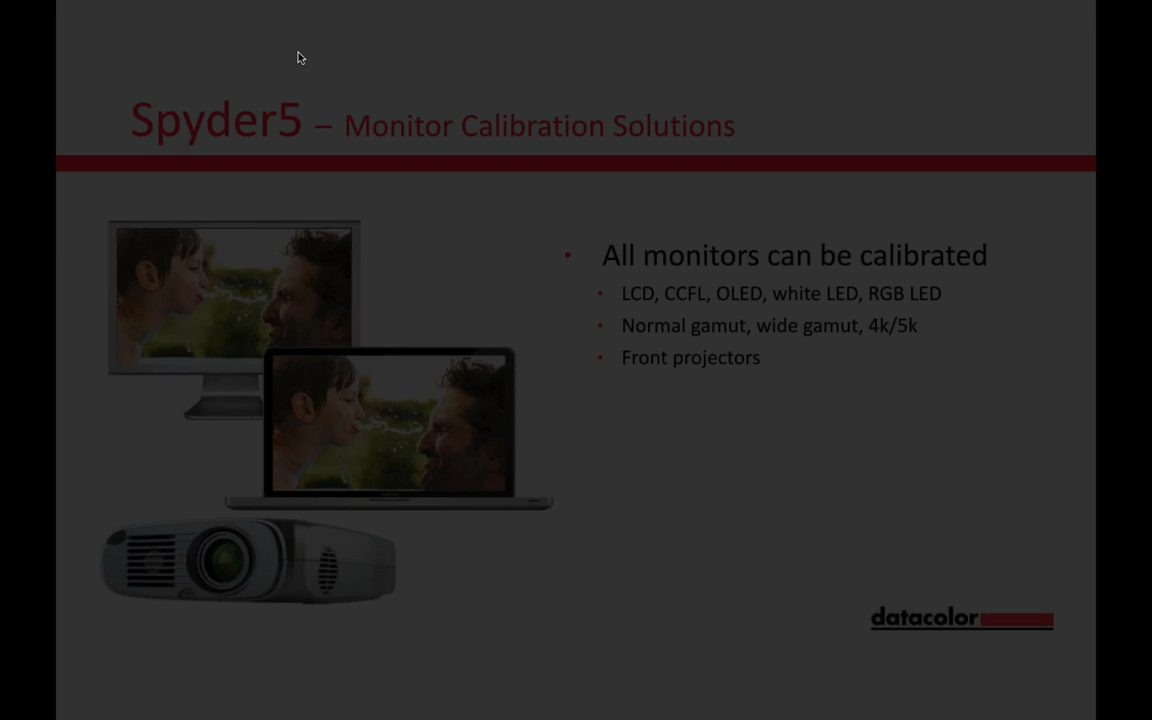 Spyder5 – Monitor Calibration Solutions
• All monitors can be calibrated
• LCD, CCFL, OLED, white LED, RGB LED
• Normal gamut, wide gamut, 4k/5k
• Front projectors
datacolor